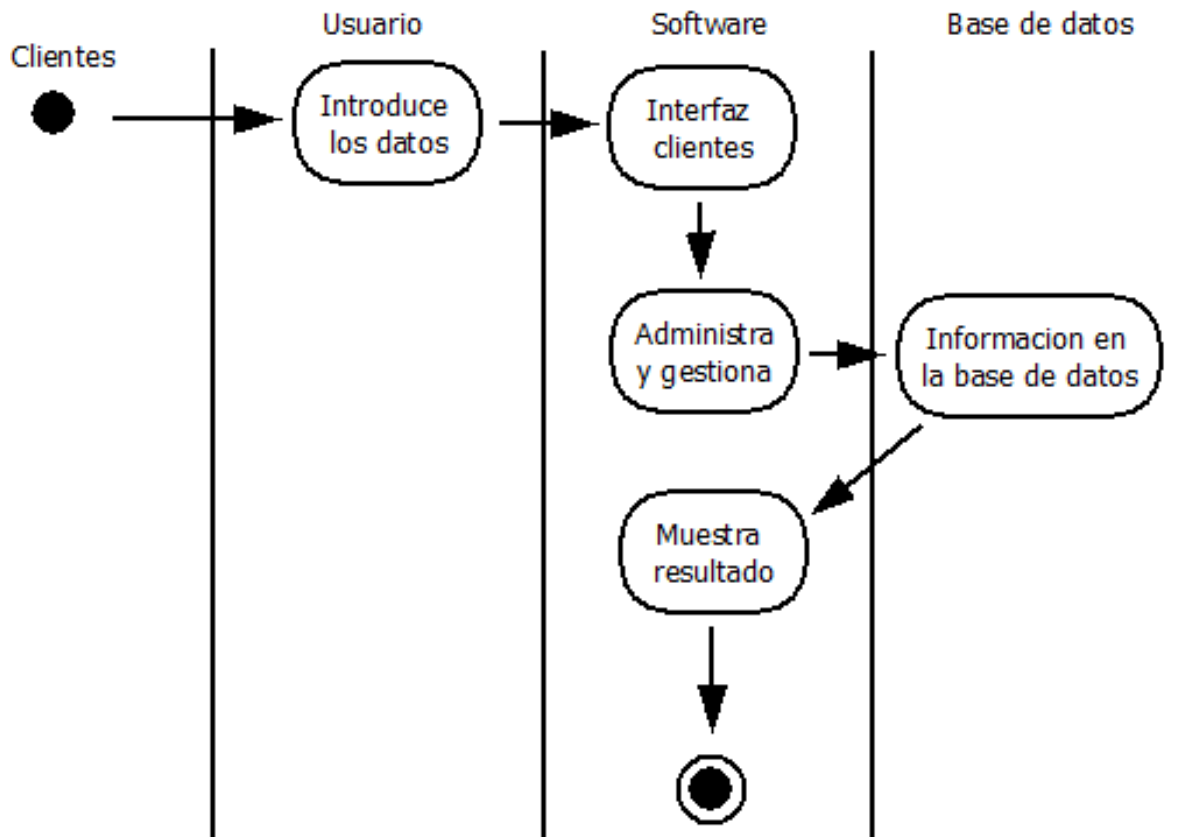 Usuario
Software
Base de datos
Clientes
Introduce
los datos
Interfaz
clientes
Administra
y gestiona
Informacion en
la base de datos
Muestra
resultado